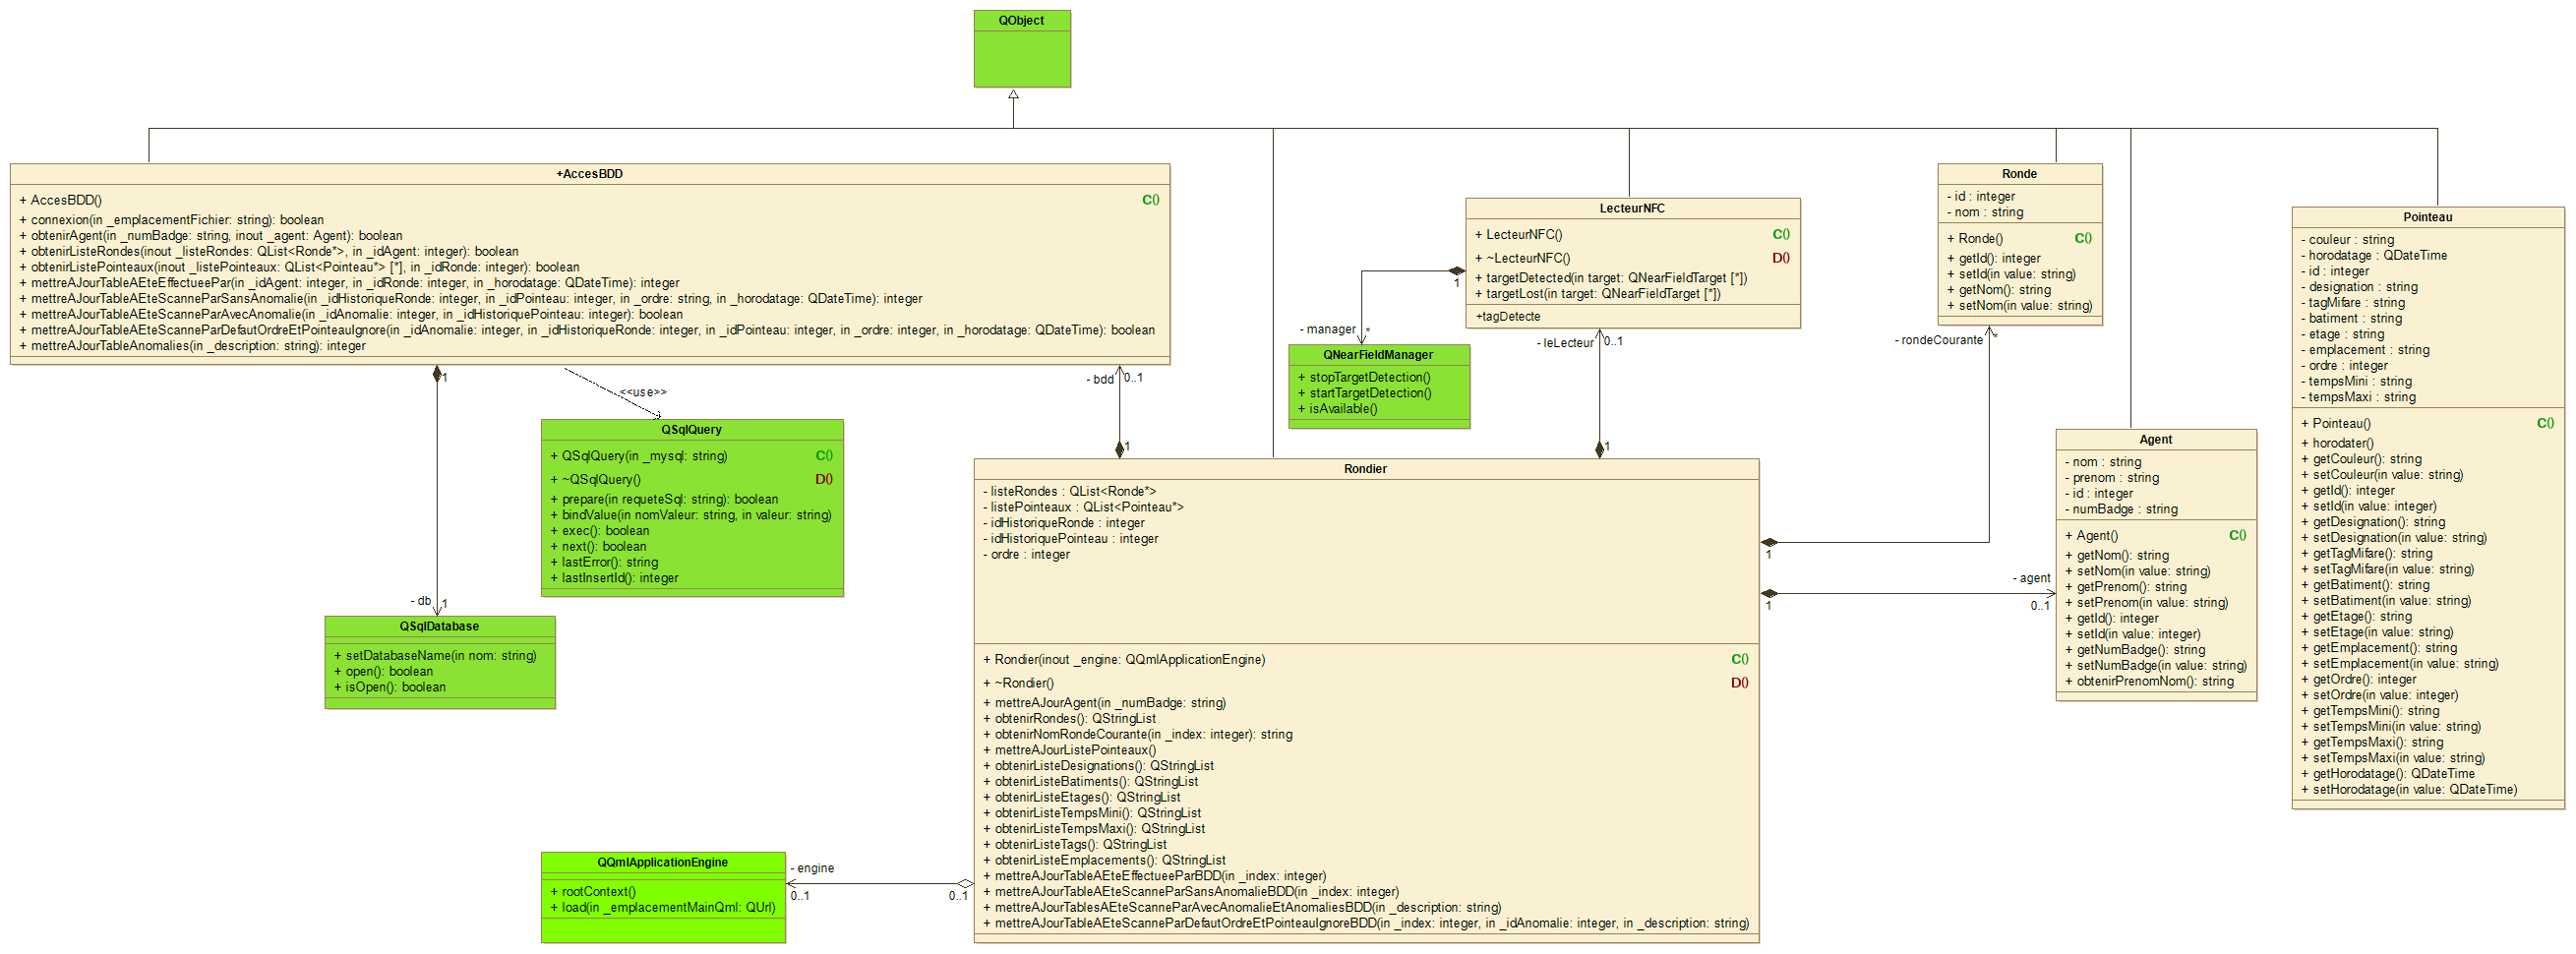 QObject
+AccesBDD
+ AccesBDD() C()
+ connexion(in _emplacementFichier: string): boolean
+ obtenirAgent(in _numBadge: string, inout _agent: Agent): boolean
+ obtenirListeRondes(inout _listeRondes: QList<Ronde*>, in _idAgent: integer): boolean
+ obtenirListePointeaux(inout _listePointeaux: QList<Pointeau*> [*], in _idRonde: integer): boolean
+ mettreAJourTableAEteEffectueePar(in _idAgent: integer, in _idRonde: integer, in _horodatage: QDateTime): integer
+ mettreAJourTableAEteScanneParSansAnomalie(in _idHistoriqueRonde: integer, in _idPointeau: integer, in _ordre: string, in _horodatage: QDateTime): integer
+ mettreAJourTableAEteScanneParAvecAnomalie(in _idAnomalie: integer, in _idHistoriquePointeau: integer): boolean
+ mettreAJourTableAEteScanneParDefautOrdreEtPointeauIgnore(in _idAnomalie: integer, in _idHistoriqueRonde: integer, in _idPointeau: integer, in _ordre: integer, in _horodatage: QDateTime): boolean
+ mettreAJourTableAnomalies(in _description: string): integer
LecteurNFC
+ LecteurNFC() C()
+ ~LecteurNFC() D()
+ targetDetected(in target: QNearFieldTarget [*])
+ targetLost(in target: QNearFieldTarget [*])
+tagDetecte
Ronde
- id : integer
- nom : string
+ Ronde() C()
+ getId(): integer
+ setId(in value: string)
+ getNom(): string
+ setNom(in value: string)
Pointeau
- couleur : string
- horodatage : QDateTime
- id : integer
- designation : string
- tagMifare : string
- batiment : string
- etage : string
- emplacement : string
- ordre : integer
- tempsMini : string
- tempsMaxi : string
+ Pointeau() C()
+ horodater()
+ getCouleur(): string
+ setCouleur(in value: string)
+ getId(): integer
+ setId(in value: integer)
+ getDesignation(): string
+ setDesignation(in value: string)
+ getTagMifare(): string
+ setTagMifare(in value: string)
+ getBatiment(): string
+ setBatiment(in value: string)
+ getEtage(): string
+ setEtage(in value: string)
+ getEmplacement(): string
+ setEmplacement(in value: string)
+ getOrdre(): integer
+ setOrdre(in value: integer)
+ getTempsMini(): string
+ setTempsMini(in value: string)
+ getTempsMaxi(): string
+ setTempsMaxi(in value: string)
+ getHorodatage(): QDateTime
+ setHorodatage(in value: QDateTime)
1
- manager *
QNearFieldManager
+ stopTargetDetection()
+ startTargetDetection()
+ isAvailable()
- leLecteur 0..1
1
- rondeCourante *
1
<<use>>
- bdd 0..1
1
1
- db 1
QSqlQuery
+ QSqlQuery(in _mysql: string) C()
+ ~QSqlQuery() D()
+ prepare(in requeteSql: string): boolean
+ bindValue(in nomValeur: string, in valeur: string)
+ exec(): boolean
+ next(): boolean
+ lastError(): string
+ lastInsertId(): integer
QSqlDatabase
+ setDatabaseName(in nom: string)
+ open(): boolean
+ isOpen(): boolean
Agent
- nom : string
- prenom : string
- id : integer
- numBadge : string
+ Agent() C()
+ getNom(): string
+ setNom(in value: string)
+ getPrenom(): string
+ setPrenom(in value: string)
+ getId(): integer
+ setId(in value: integer)
+ getNumBadge(): string
+ setNumBadge(in value: string)
+ obtenirPrenomNom(): string
- agent
1 0..1
Rondier
- listeRondes : QList<Ronde*>
- listePointeaux : QList<Pointeau*>
- idHistoriqueRonde : integer
- idHistoriquePointeau : integer
- ordre : integer
+ Rondier(inout _engine: QQmlApplicationEngine) C()
+ ~Rondier() D()
+ mettreAJourAgent(in _numBadge: string)
+ obtenirRondes(): QStringList
+ obtenirNomRondeCourante(in _index: integer): string
+ mettreAJourListePointeaux()
+ obtenirListeDesignations(): QStringList
+ obtenirListeBatiments(): QStringList
+ obtenirListeEtages(): QStringList
+ obtenirListeTempsMini(): QStringList
+ obtenirListeTempsMaxi(): QStringList
+ obtenirListeTags(): QStringList
+ obtenirListeEmplacements(): QStringList
+ mettreAJourTableAEteEffectueeParBDD(in _index: integer)
+ mettreAJourTableAEteScanneParSansAnomalieBDD(in _index: integer)
+ mettreAJourTablesAEteScanneParAvecAnomalieEtAnomaliesBDD(in _description: string)
+ mettreAJourTableAEteScanneParDefautOrdreEtPointeauIgnoreBDD(in _index: integer, in _idAnomalie: integer, in _description: string)
QQmlApplicationEngine
+ rootContext()
+ load(in _emplacementMainQml: QUrl)
- engine
0..1 0..1